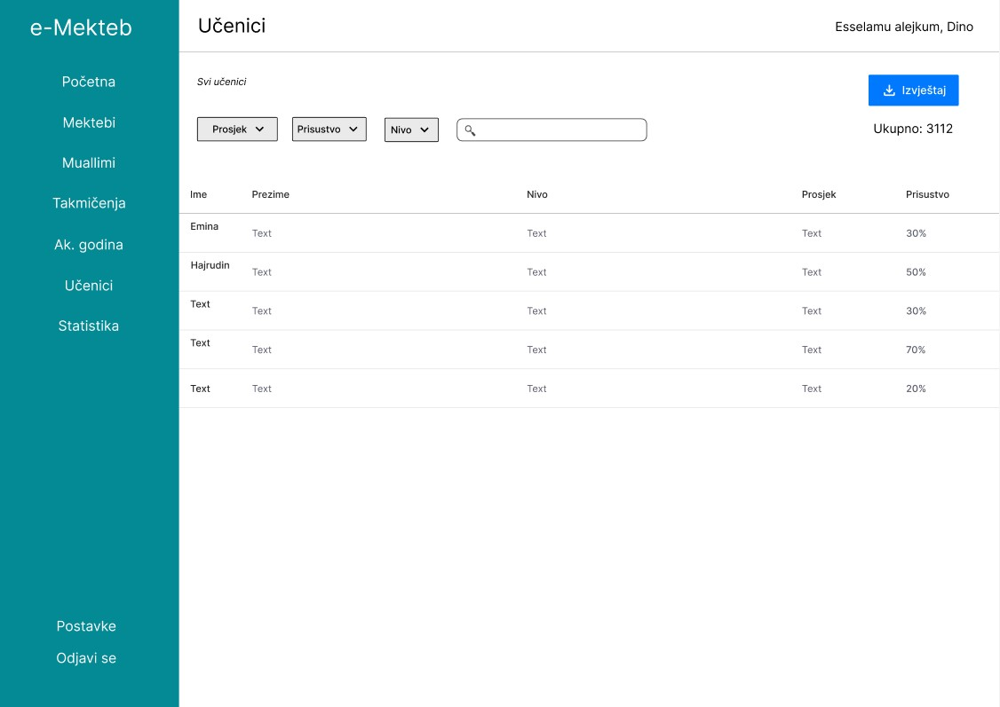 e-Mekteb
Početna
Mektebi
Muallimi
Takmičenja
Ak. godina
Učenici
Statistika
Postavke
Odjavi se
Učenici
Esselamu alejkum, Dino
Svi učenici
Izvještaj
Prosjek
Prisustvo
Nivo
Ukupno: 3112
Ime Prezime Nivo Prosjek Prisustvo
Emina Text Text Text 30%
Hajrudin Text Text Text 50%
Text Text Text Text 30%
Text Text Text Text 70%
Text Text Text Text 20%